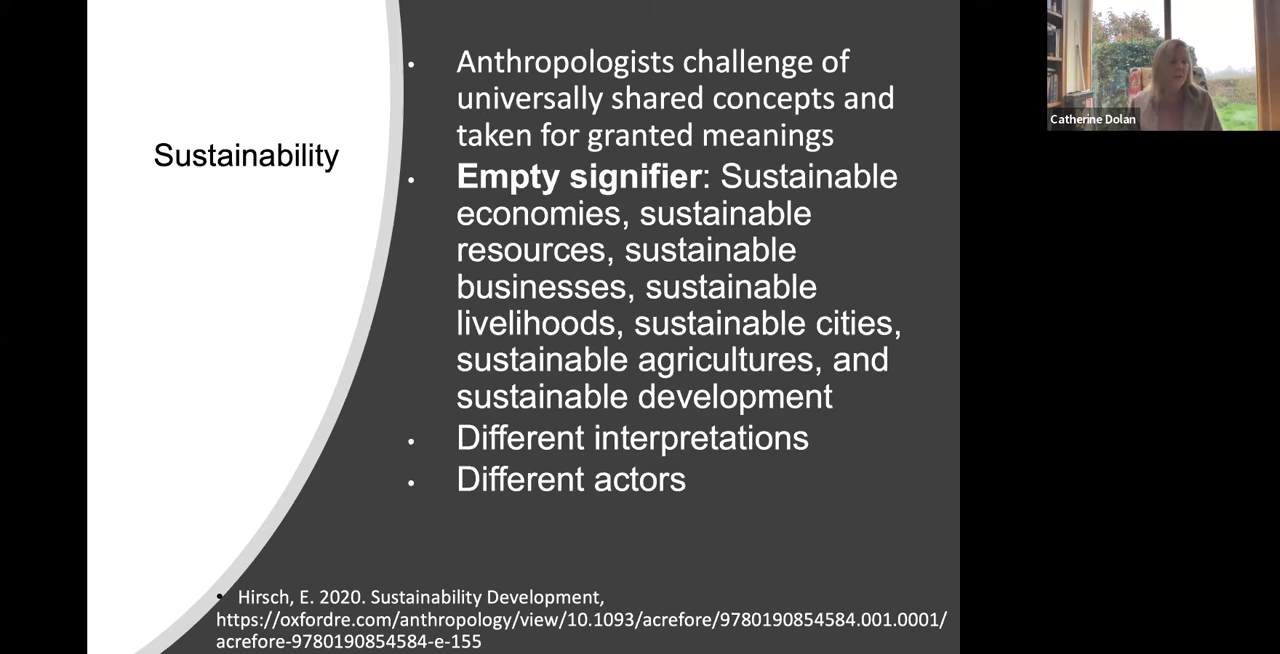 Sustainability
• Anthropologists challenge of
universally shared concepts and
taken for granted meanings
• Empty signifier: Sustainable
economies, sustainable
resources, sustainable
businesses, sustainable
livelihoods, sustainable cities,
sustainable agricultures, and
sustainable development
• Different interpretations
• Different actors
• Hirsch, E. 2020. Sustainability Development,
https://oxfordre.com/anthropology/view/10.1093/acrefore/9780190854584.001.0001/
acrefore-9780190854584-e-155
Catherine Dolan